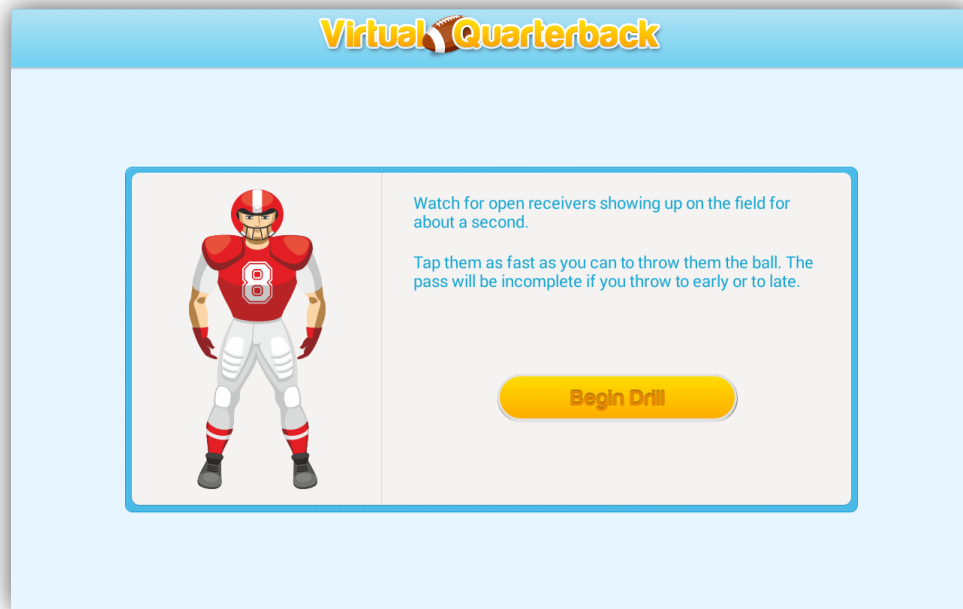 Virtual Quarterback
Watch for open receivers showing up on the field for
about a second.
Tap them as fast as you can to throw them the ball. The
pass will be incomplete if you throw to early or to late.
8
Begin Drill